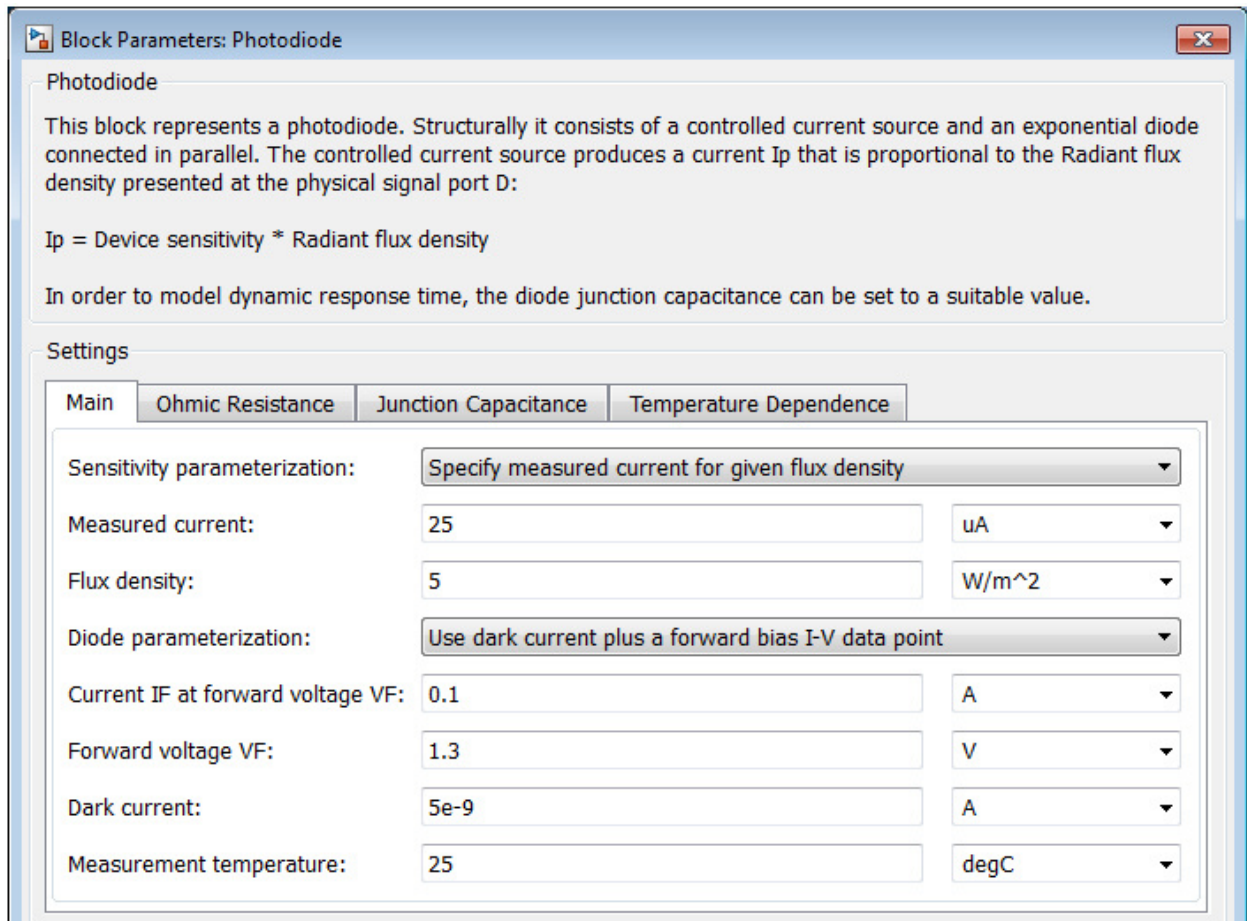 Block Parameters: Photodiode
Photodiode
This block represents a photodiode. Structurally it consists of a controlled current source and an exponential diode
connected in parallel. The controlled current source produces a current Ip that is proportional to the Radiant flux
density presented at the physical signal port D:
Ip = Device sensitivity * Radiant flux density
In order to model dynamic response time, the diode junction capacitance can be set to a suitable value.
Settings
Main Ohmic Resistance Junction Capacitance Temperature Dependence
Sensitivity parameterization: Specify measured current for given flux density
Measured current: 25 uA
Flux density: 5 W/m^2
Diode parameterization: Use dark current plus a forward bias I-V data point
Current IF at forward voltage VF: 0.1 A
Forward voltage VF: 1.3 V
Dark current: 5e-9 A
Measurement temperature: 25 degC